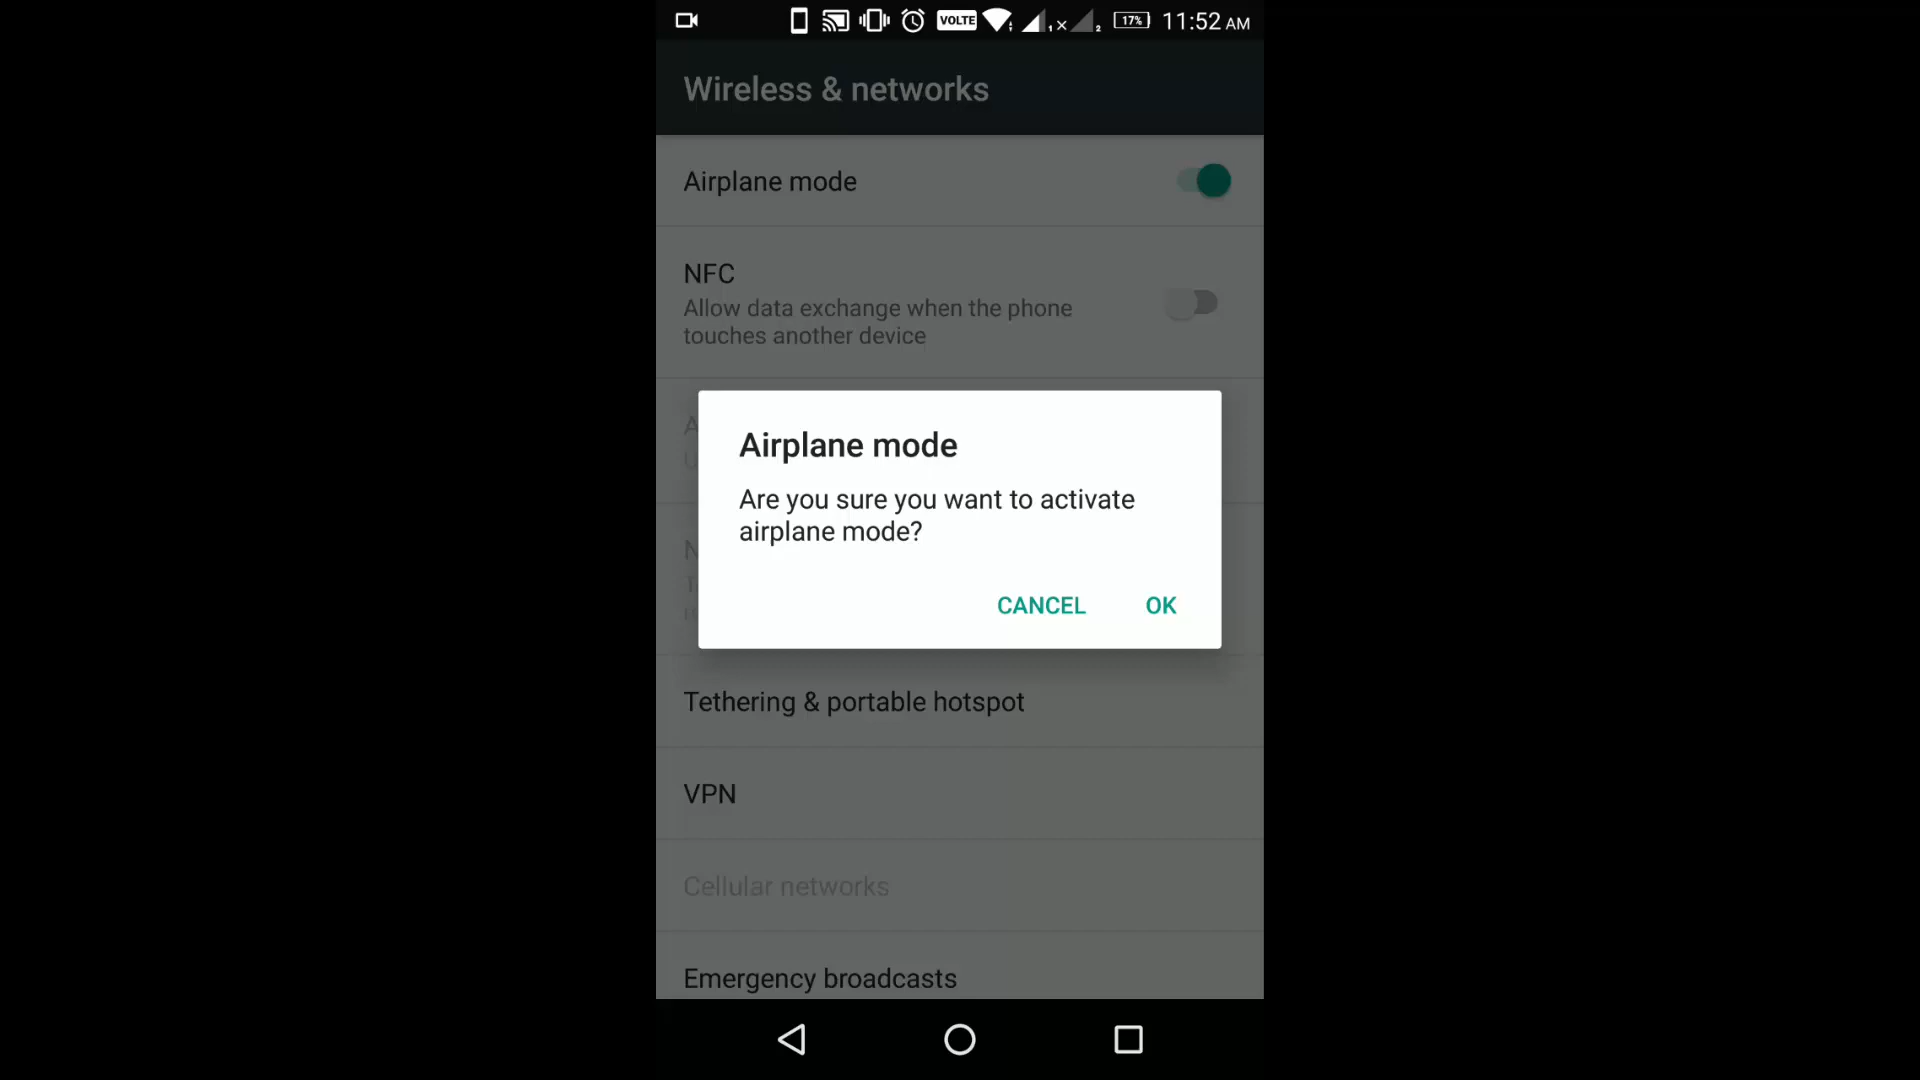 VOLTE 1 2 17% 11:52 AM
Wireless & networks
Airplane mode
NFC
Allow data exchange when the phone
touches another device
Airplane mode
Are you sure you want to activate
airplane mode?
CANCEL OK
Tethering & portable hotspot
VPN
Cellular networks
Emergency broadcasts